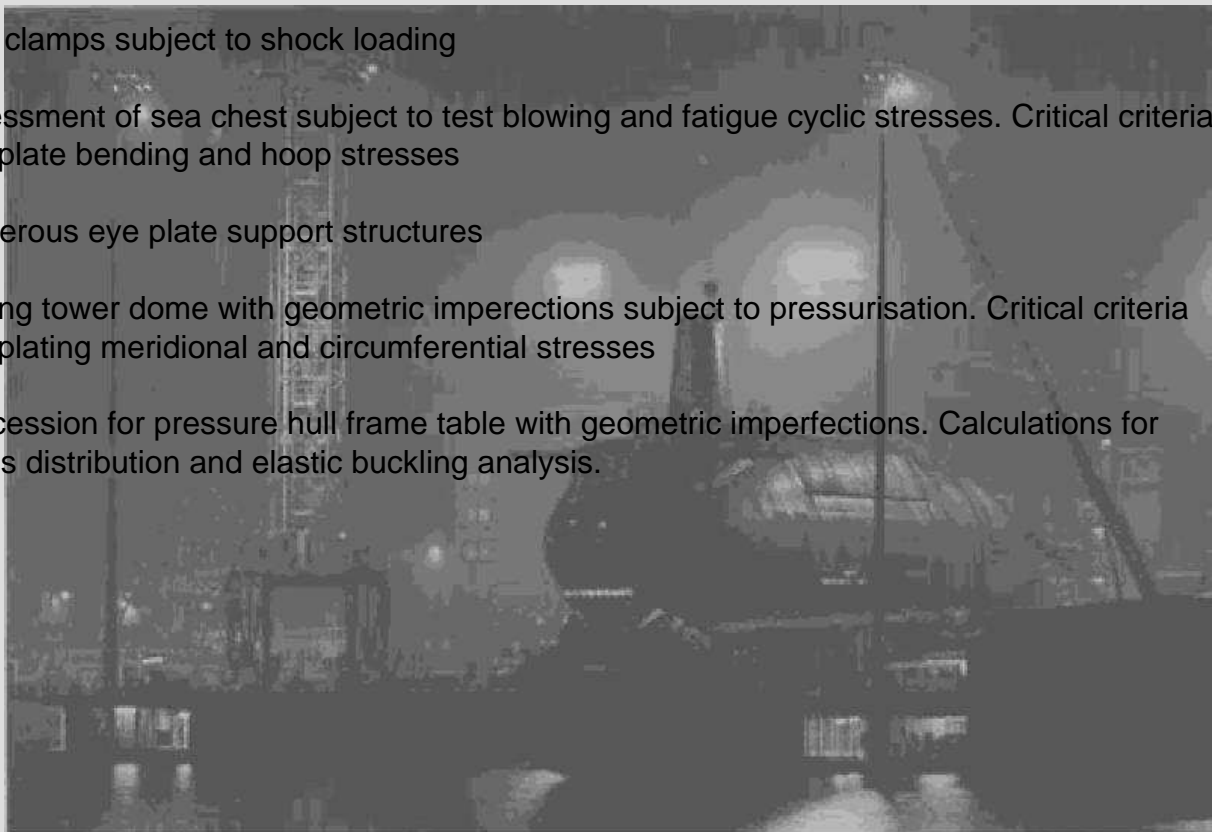 clamps subject to shock loading
essment of sea chest subject to test blowing and fatigue cyclic stresses. Critical criteria
plate bending and hoop stresses
erous eye plate support structures
ng tower dome with geometric imperections subject to pressurisation. Critical criteria
plating meridional and circumferential stresses
cession for pressure hull frame table with geometric imperfections. Calculations for
s distribution and elastic buckling analysis.